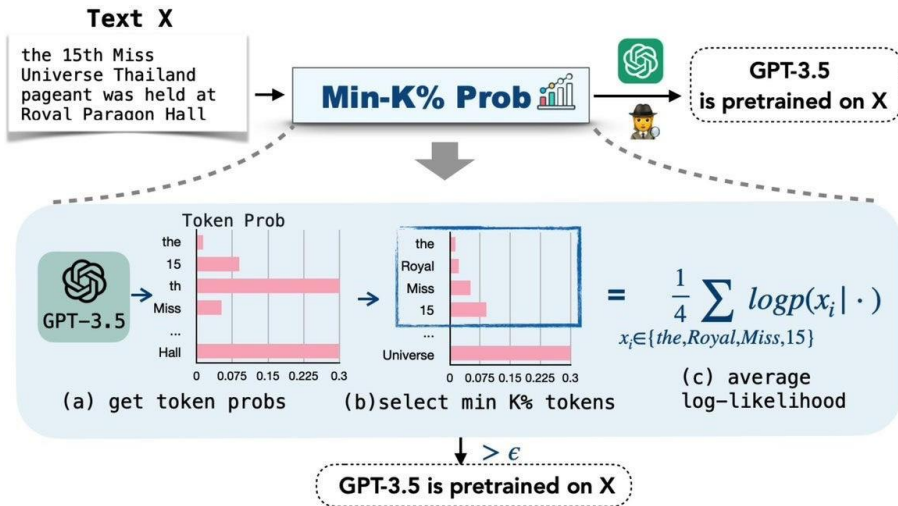 Text X
the 15th Miss
Universe Thailand
pageant was held at
Royal Paragon Hall
Min-K% Prob
GPT-3.5
is pretrained on X
GPT-3.5
Token Prob
the
15
th
Miss
...
Hall
0 0.075 0.15 0.225 0.3
(a) get token probs
the
Royal
Miss
15
...
Universe
0 0.075 0.15 0.225 0.3
(b)select min K% tokens
= 1/4 ∑ logp(x_i|·)
x_i∈{the,Royal,Miss,15}
(c) average
log-likelihood
> ϵ
GPT-3.5 is pretrained on X